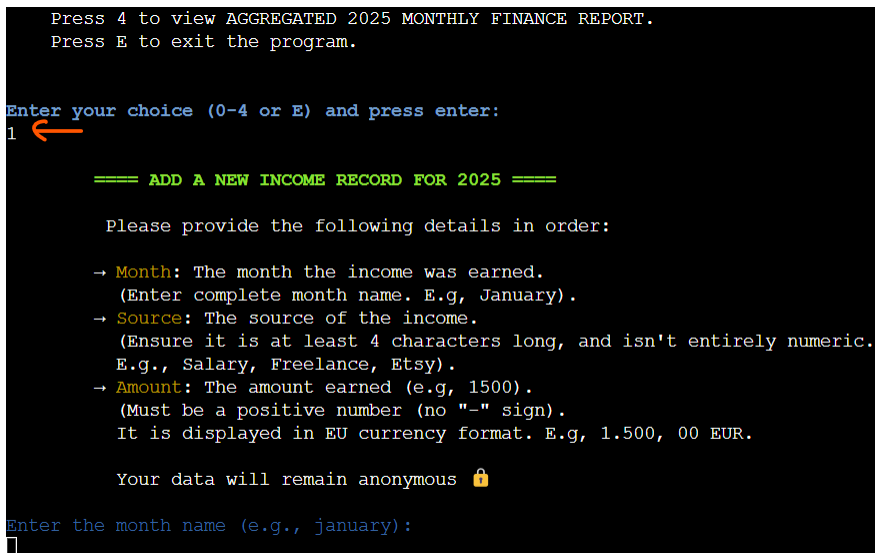 Press 4 to view AGGREGATED 2025 MONTHLY FINANCE REPORT.
Press E to exit the program.
Enter your choice (0-4 or E) and press enter:
1
==== ADD A NEW INCOME RECORD FOR 2025 ====
Please provide the following details in order:
→ Month: The month the income was earned.
(Enter complete month name. E.g, January).
→ Source: The source of the income.
(Ensure it is at least 4 characters long, and isn't entirely numeric.
E.g., Salary, Freelance, Etsy).
→ Amount: The amount earned (e.g, 1500).
(Must be a positive number (no "-" sign).
It is displayed in EU currency format. E.g, 1.500, 00 EUR.
Your data will remain anonymous 🔒
Enter the month name (e.g., january):